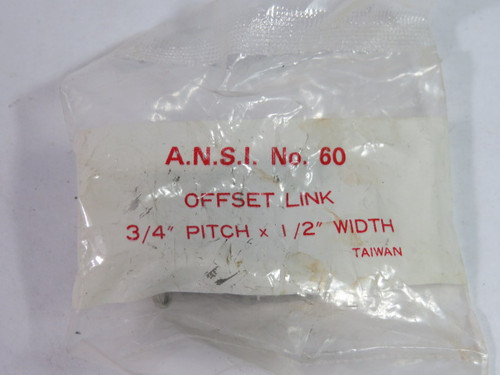 A.N.S.I. No. 60
OFFSET LINK
3/4" PITCH x 1/2" WIDTH
TAIWAN